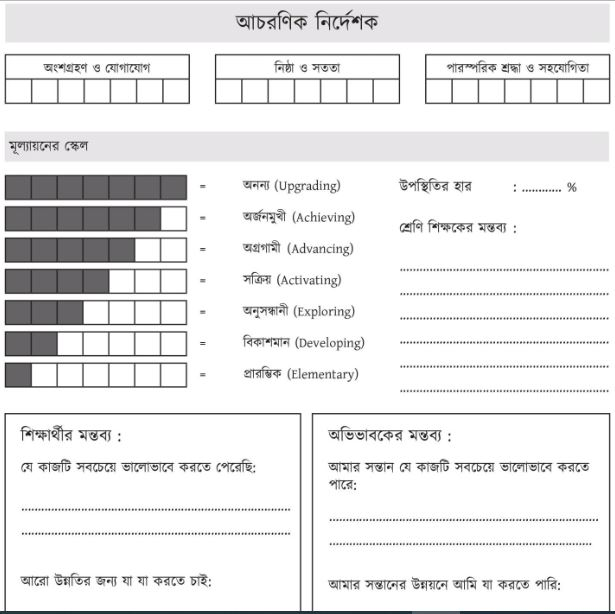 আচরণিক নির্দেশক
অংশগ্রহণ ও যোগাযোগ
নিষ্ঠা ও সততা
পারস্পরিক শ্রদ্ধা ও সহযোগিতা
মূল্যায়নের স্কেল
= অনন্য (Upgrading)
= অর্জনমুখী (Achieving)
= অগ্রগামী (Advancing)
= সক্রিয় (Activating)
= অনুসন্ধানী (Exploring)
= বিকাশমান (Developing)
= প্রারম্ভিক (Elementary)
উপস্থিতির হার : ............ %
শ্রেণি শিক্ষকের মন্তব্য :
শিক্ষার্থীর মন্তব্য :
যে কাজটি সবচেয়ে ভালোভাবে করতে পেরেছি:
আরো উন্নতির জন্য যা যা করতে চাই:
অভিভাবকের মন্তব্য :
আমার সন্তান যে কাজটি সবচেয়ে ভালোভাবে করতে
পারে:
আমার সন্তানের উন্নয়নে আমি যা করতে পারি: